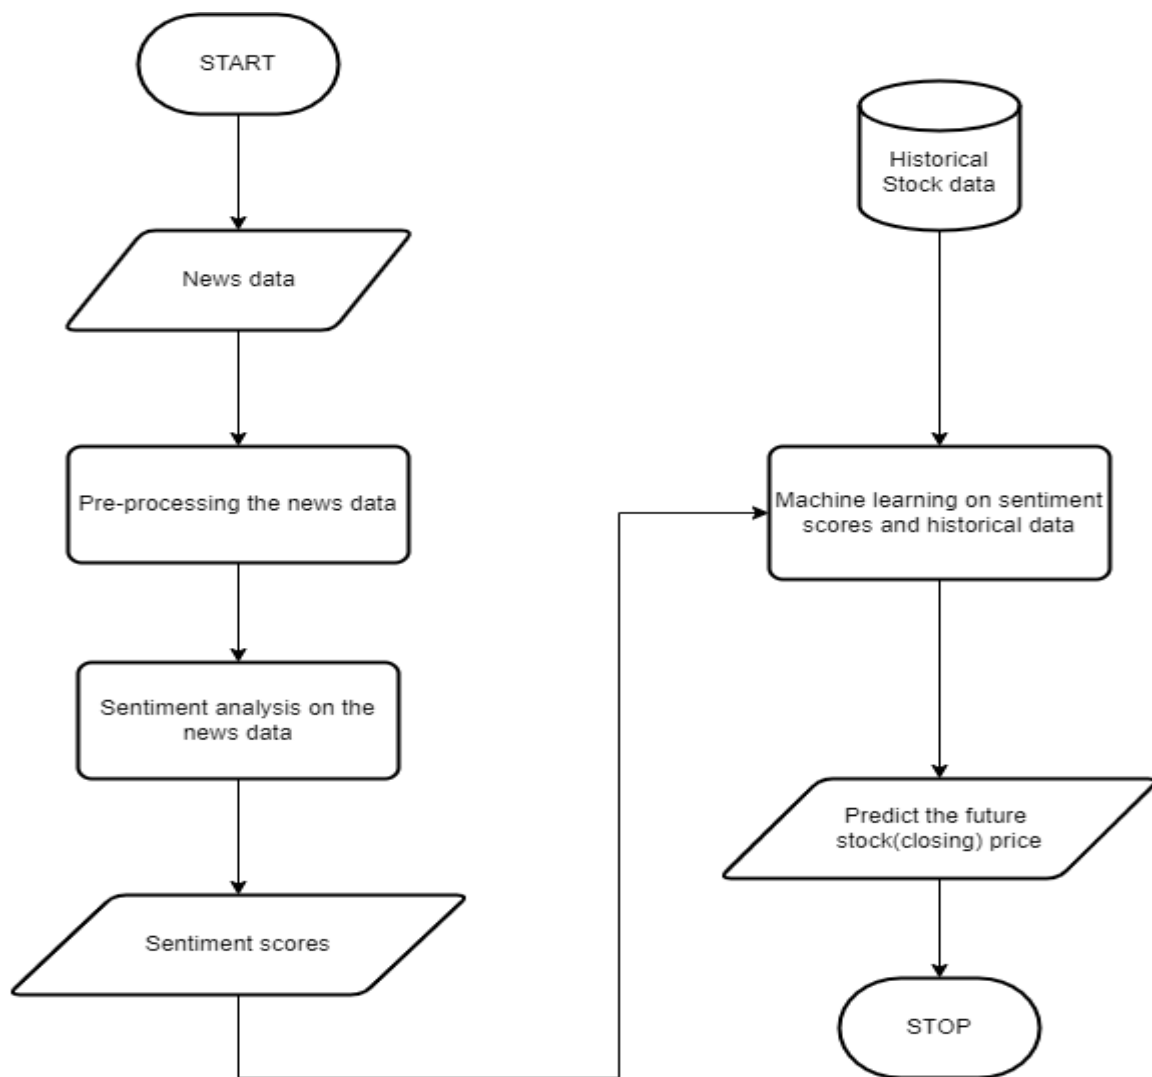 START
News data
Pre-processing the news data
Sentiment analysis on the
news data
Sentiment scores
Historical
Stock data
Machine learning on sentiment
scores and historical data
Predict the future
stock(closing) price
STOP